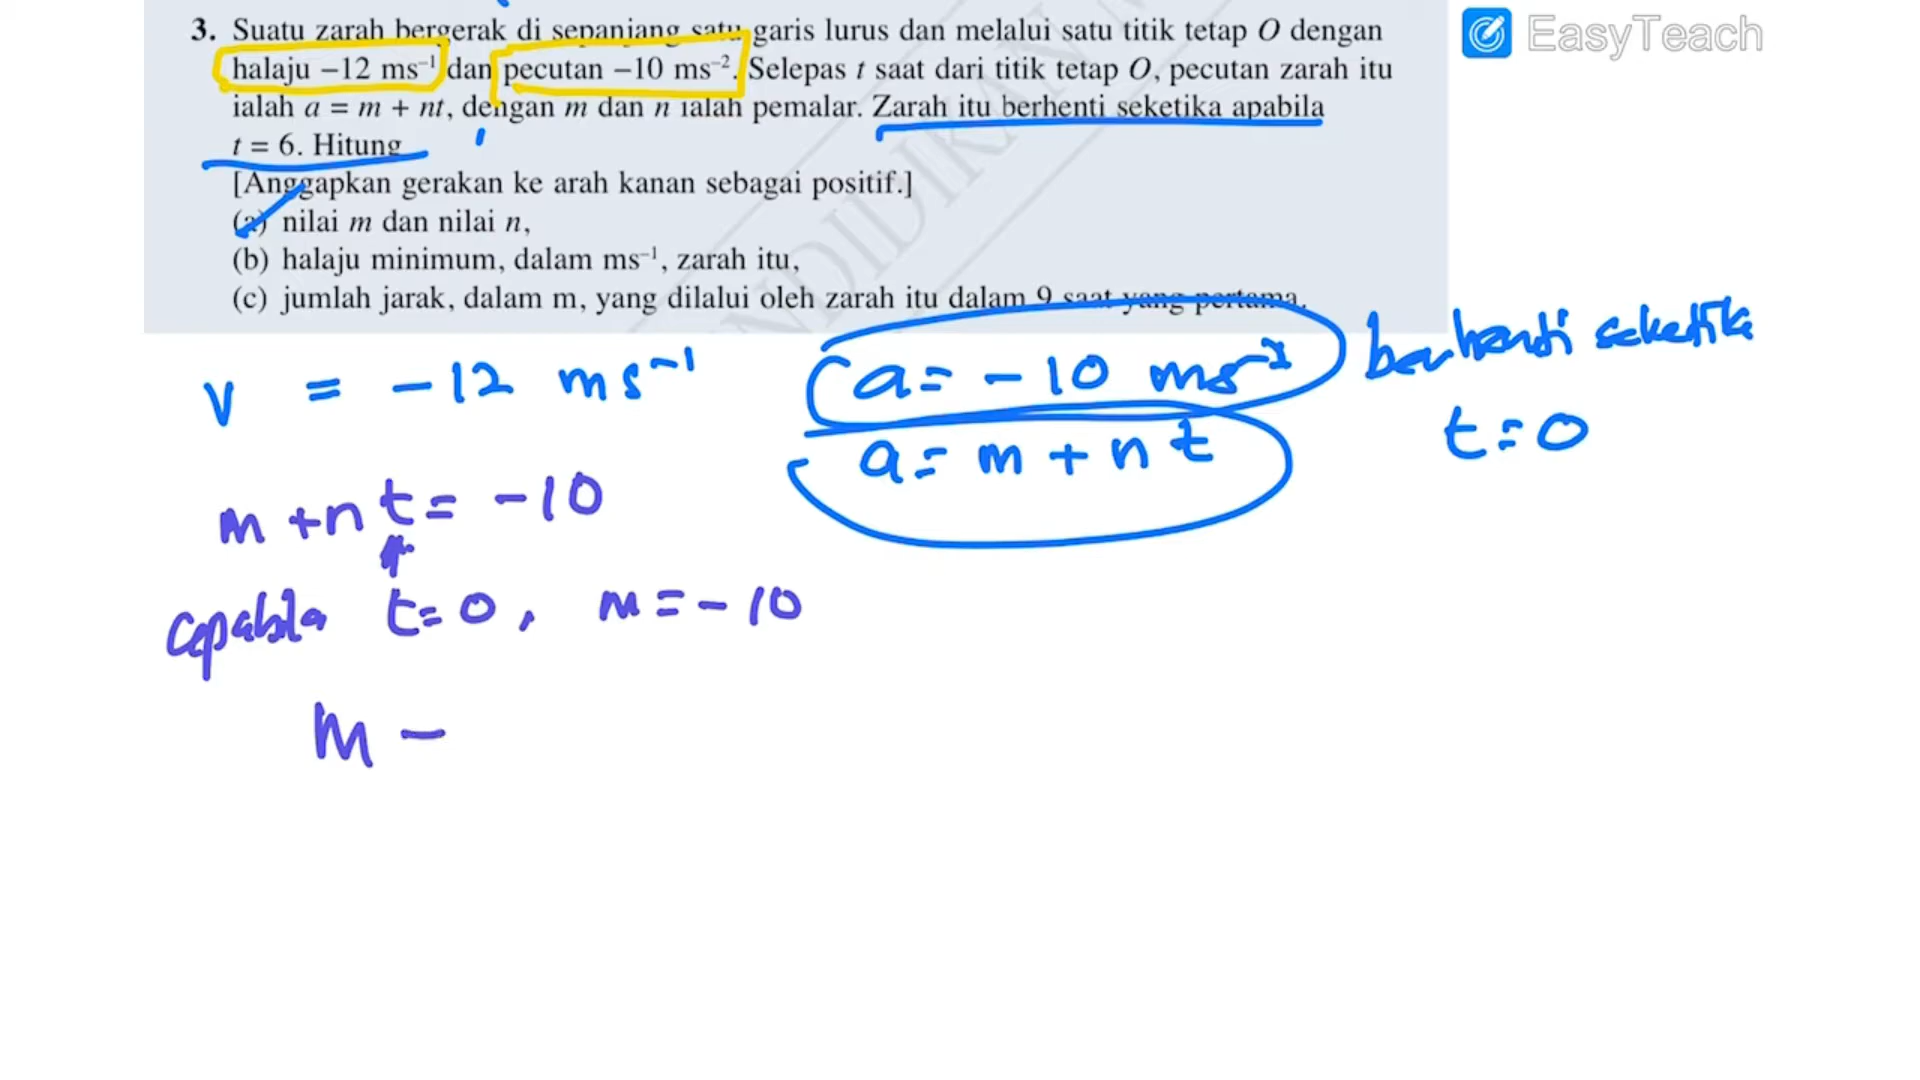 3. Suatu zarah bergerak di sepanjang satu garis lurus dan melalui satu titik tetap O dengan
halaju –12 ms⁻¹ dan pecutan –10 ms⁻². Selepas t saat dari titik tetap O, pecutan zarah itu
ialah a = m + nt, dengan m dan n ialah pemalar. Zarah itu berhenti seketika apabila
t = 6. Hitung
[Anggapkan gerakan ke arah kanan sebagai positif.]
(a) nilai m dan nilai n,
(b) halaju minimum, dalam ms⁻¹, zarah itu,
(c) jumlah jarak, dalam m, yang dilalui oleh zarah itu dalam 9 saat yang pertama.
EasyTeach
NDIDIKAN M
v = -12 ms⁻¹
a = -10 ms⁻²
berhenti seketika
a = m + nt
t = 0
m + nt = -10
apabila t = 0, m = -10
m -